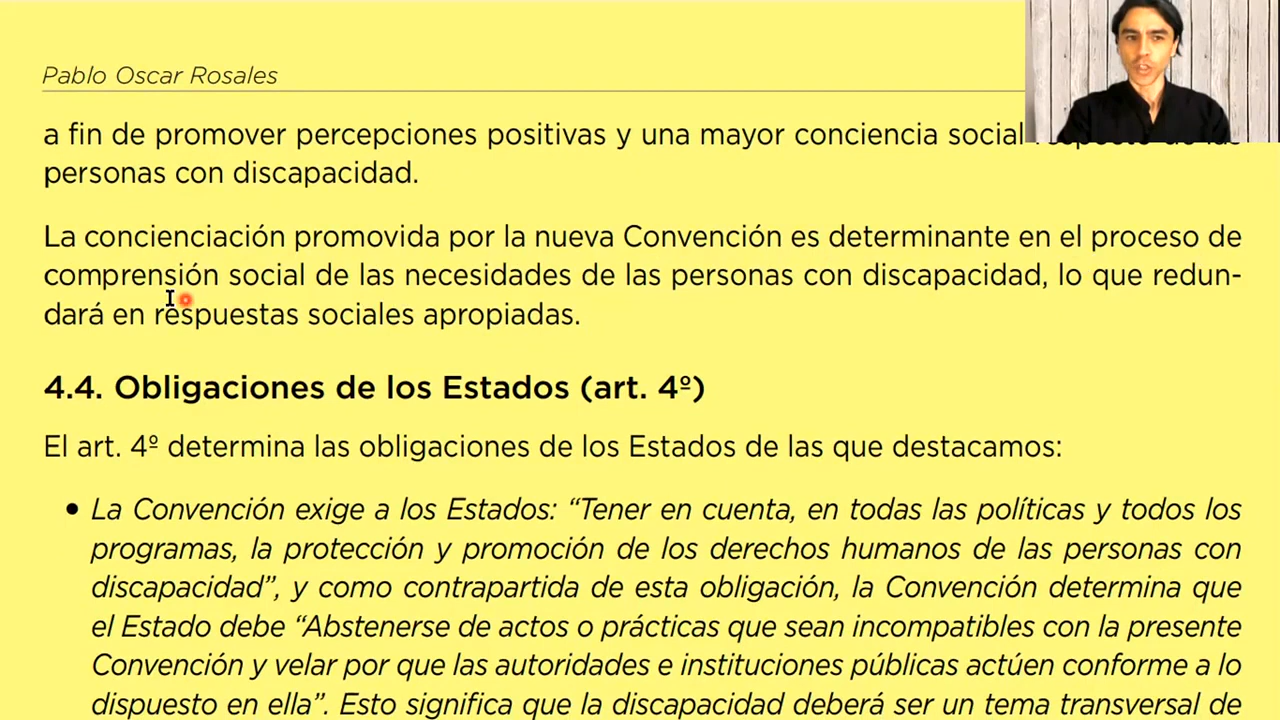 Pablo Oscar Rosales
a fin de promover percepciones positivas y una mayor conciencia social
personas con discapacidad.
La concienciación promovida por la nueva Convención es determinante en el proceso de
comprensión social de las necesidades de las personas con discapacidad, lo que redun-
dará en respuestas sociales apropiadas.
4.4. Obligaciones de los Estados (art. 4º)
El art. 4º determina las obligaciones de los Estados de las que destacamos:
• La Convención exige a los Estados: “Tener en cuenta, en todas las políticas y todos los
programas, la protección y promoción de los derechos humanos de las personas con
discapacidad”, y como contrapartida de esta obligación, la Convención determina que
el Estado debe “Abstenerse de actos o prácticas que sean incompatibles con la presente
Convención y velar por que las autoridades e instituciones públicas actúen conforme a lo
dispuesto en ella”. Esto significa que la discapacidad deberá ser un tema transversal de